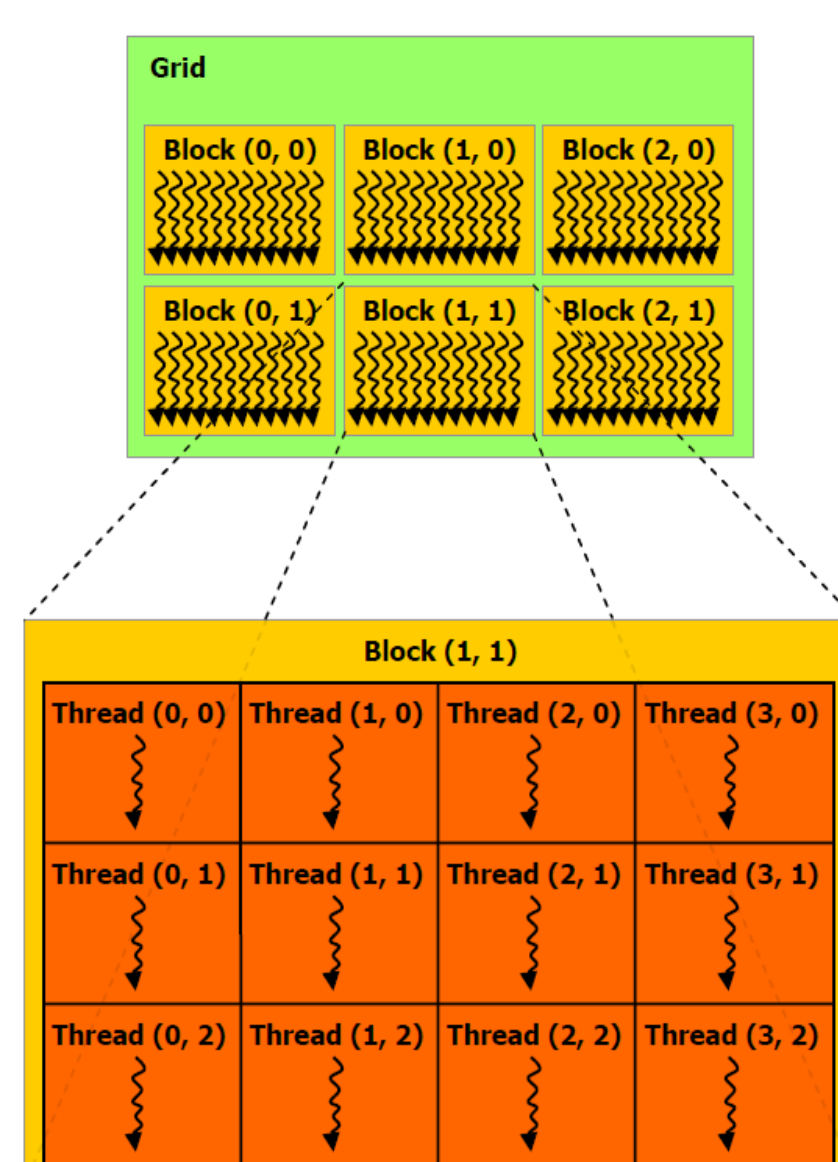 Grid
Block (0, 0) Block (1, 0) Block (2, 0)
Block (0, 1) Block (1, 1) Block (2, 1)
Block (1, 1)
Thread (0, 0) Thread (1, 0) Thread (2, 0) Thread (3, 0)
Thread (0, 1) Thread (1, 1) Thread (2, 1) Thread (3, 1)
Thread (0, 2) Thread (1, 2) Thread (2, 2) Thread (3, 2)